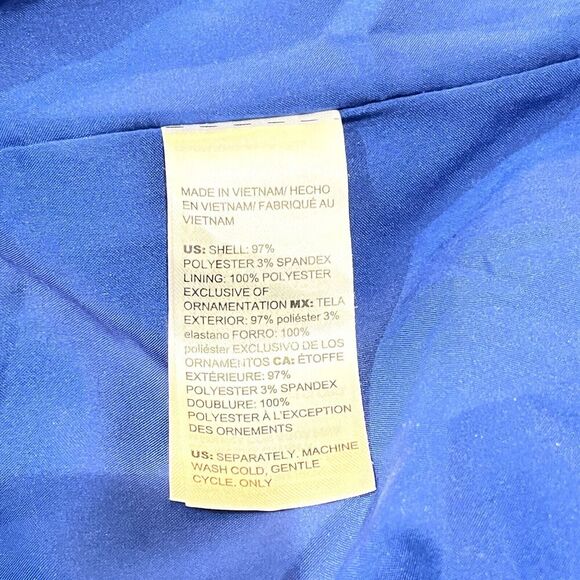 MADE IN VIETNAM/ HECHO
EN VIETNAM/ FABRIQUÉ AU
VIETNAM
US: SHELL: 97%
POLYESTER 3% SPANDEX
LINING: 100% POLYESTER
EXCLUSIVE OF
ORNAMENTATION MX: TELA
EXTERIOR: 97% poliéster 3%
elastano FORRO: 100%
poliéster EXCLUSIVO DE LOS
ORNAMENTOS CA: ÉTOFFE
EXTÉRIEURE: 97%
POLYESTER 3% SPANDEX
DOUBLURE: 100%
POLYESTER À L'EXCEPTION
DES ORNEMENTS
US: SEPARATELY, MACHINE
WASH COLD, GENTLE
CYCLE, ONLY